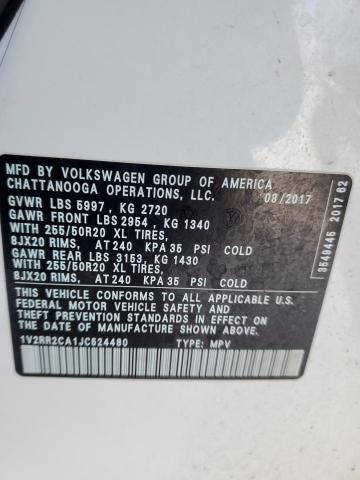 MFD BY VOLKSWAGEN GROUP OF AMERICA
CHATTANOOGA OPERATIONS, LLC. 08/2017
GVWR LBS 5997, KG 2720
GAWR FRONT LBS 2954, KG 1340
WITH 255/50R20 XL TIRES,
8JX20 RIMS, AT 240 KPA 35 PSI COLD
GAWR REAR LBS 3153, KG 1430
WITH 255/50R20 XL TIRES,
8JX20 RIMS, AT 240 KPA 35 PSI COLD
THIS VEHICLE CONFORMS TO ALL APPLICABLE U.S.
FEDERAL MOTOR VEHICLE SAFETY AND
THEFT PREVENTION STANDARDS IN EFFECT ON
THE DATE OF MANUFACTURE SHOWN ABOVE.
1V2RR2CA1JC524480 TYPE: MPV
3549445 2017 62